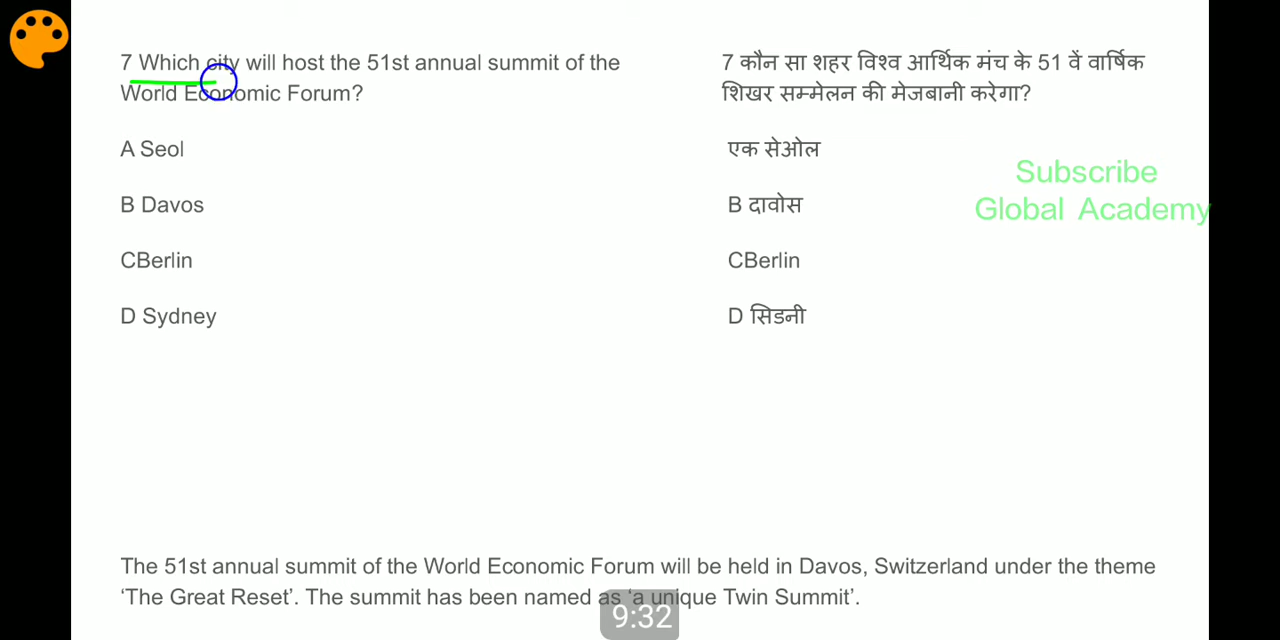 7 Which city will host the 51st annual summit of the
World Economic Forum?
A Seol
B Davos
CBerlin
D Sydney
7 कौन सा शहर विश्व आर्थिक मंच के 51 वें वार्षिक
शिखर सम्मेलन की मेजबानी करेगा?
एक सेओल
B दावोस
CBerlin
D सिडनी
Subscribe
Global Academy
The 51st annual summit of the World Economic Forum will be held in Davos, Switzerland under the theme
‘The Great Reset’. The summit has been named as ‘a unique Twin Summit’.
9:32